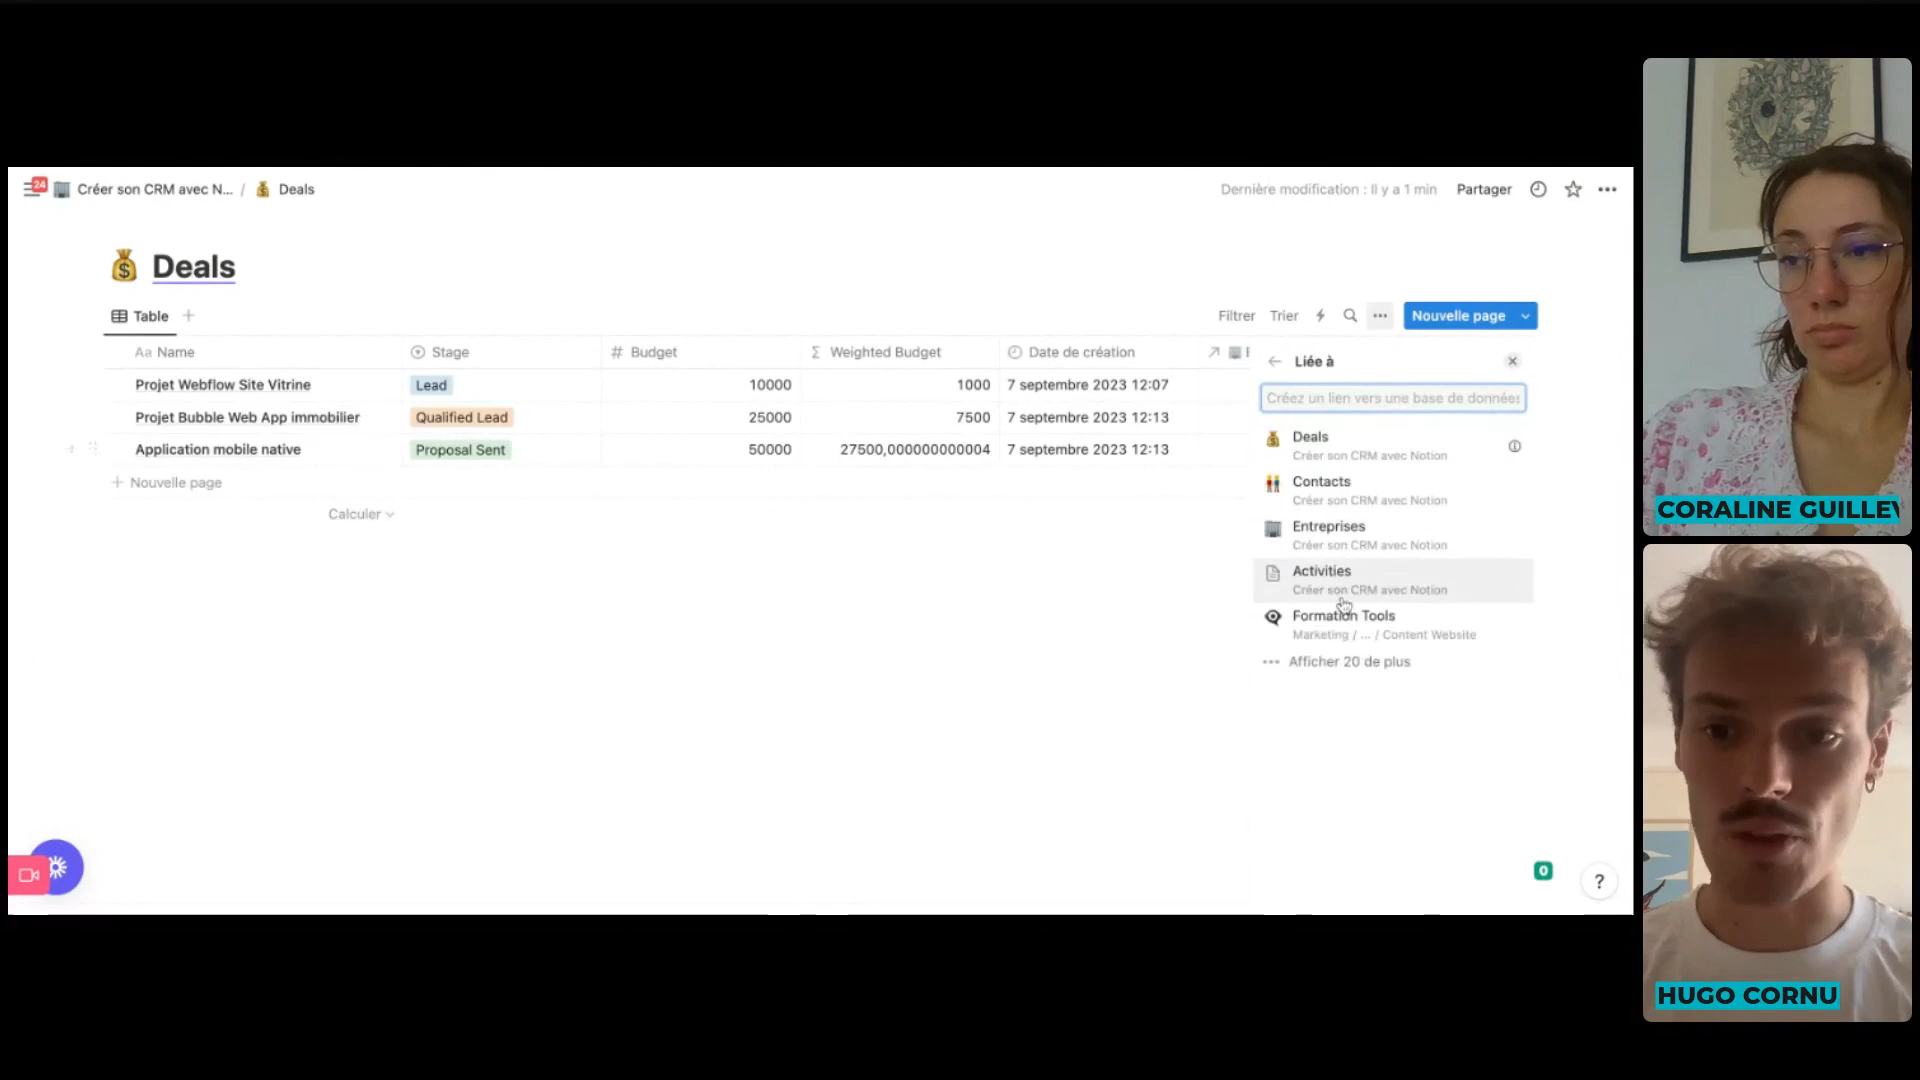 24 Créer son CRM avec N... / Deals
Dernière modification : Il y a 1 min Partager
Deals
Table
Filtrer Trier Nouvelle page
Aa Name Stage # Budget Σ Weighted Budget Date de création
Projet Webflow Site Vitrine Lead 10000 1000 7 septembre 2023 12:07
Projet Bubble Web App immobilier Qualified Lead 25000 7500 7 septembre 2023 12:13
Application mobile native Proposal Sent 50000 27500,000000000004 7 septembre 2023 12:13
+ Nouvelle page
Calculer
Liée à
Créez un lien vers une base de données
Deals
Créer son CRM avec Notion
Contacts
Créer son CRM avec Notion
Entreprises
Créer son CRM avec Notion
Activities
Créer son CRM avec Notion
Formation Tools
Marketing / ... / Content Website
Afficher 20 de plus
0
?
CORALINE GUILLEV
HUGO CORNU